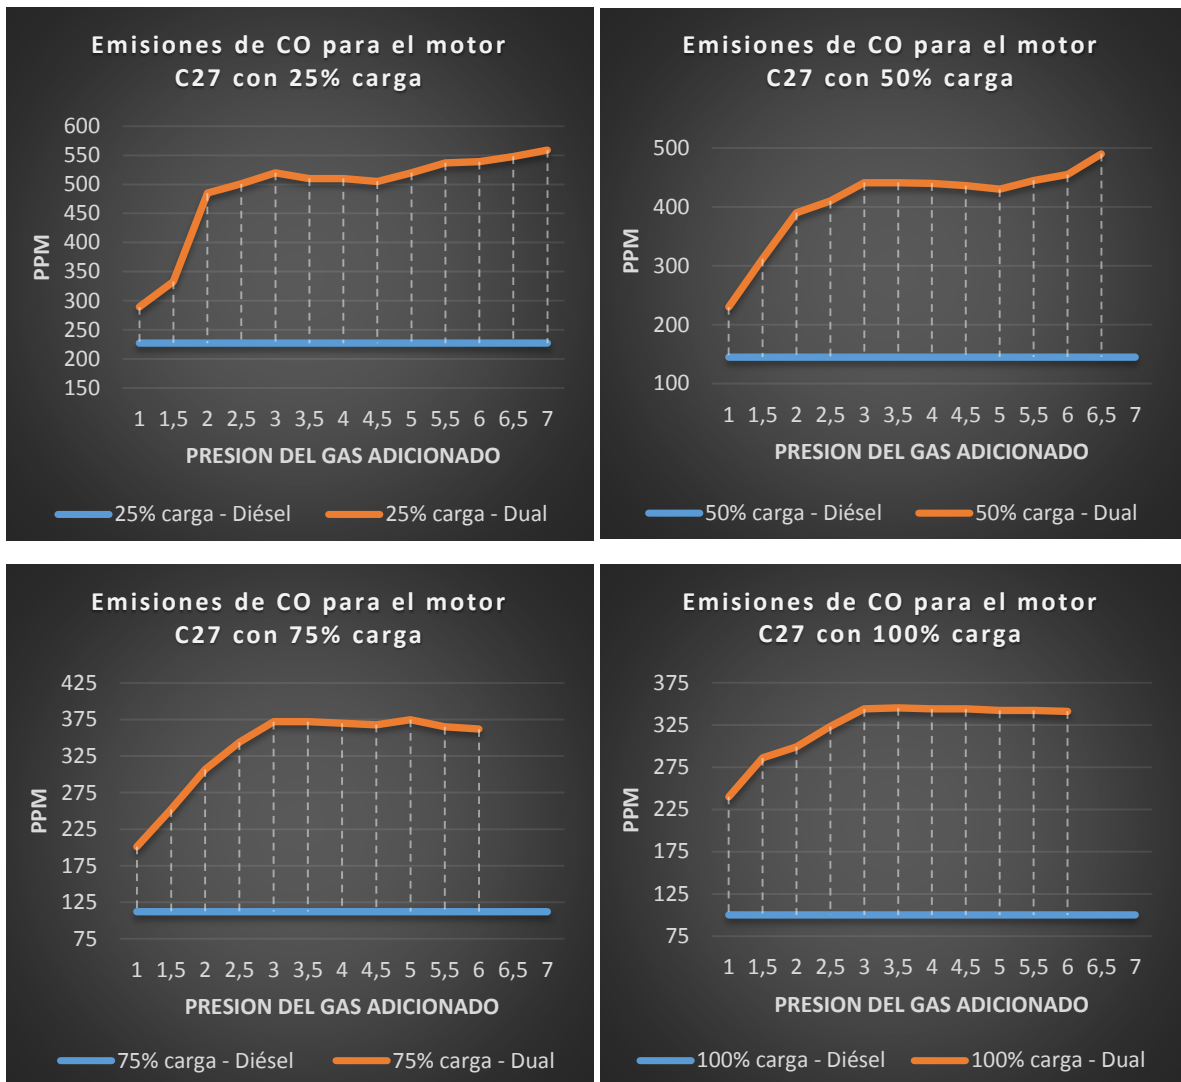 Emisiones de CO para el motor
C27 con 25% carga
600
550
500
450
400
350
300
250
200
150
PPM
1 1,5 2 2,5 3 3,5 4 4,5 5 5,5 6 6,5 7
PRESION DEL GAS ADICIONADO
25% carga - Diésel 25% carga - Dual
Emisiones de CO para el motor
C27 con 50% carga
500
400
300
200
100
PPM
1 1,5 2 2,5 3 3,5 4 4,5 5 5,5 6 6,5 7
PRESION DEL GAS ADICIONADO
50% carga - Diésel 50% carga - Dual
Emisiones de CO para el motor
C27 con 75% carga
425
375
325
275
225
175
125
75
PPM
1 1,5 2 2,5 3 3,5 4 4,5 5 5,5 6 6,5 7
PRESION DEL GAS ADICIONADO
75% carga - Diésel 75% carga - Dual
Emisiones de CO para el motor
C27 con 100% carga
375
325
275
225
175
125
75
PPM
1 1,5 2 2,5 3 3,5 4 4,5 5 5,5 6 6,5 7
PRESION DEL GAS ADICIONADO
100% carga - Diésel 100% carga - Dual